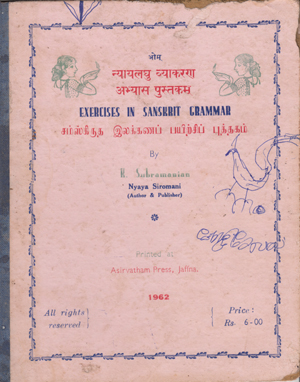 ओम्
न्यायलघु व्याकरण
अभ्यास पुस्तकम्
EXERCISES IN SANSKRIT GRAMMAR
சம்ஸ்கிருத இலக்கணப் பயிற்சிப் புத்தகம்
By
K. Subramanian
Nyaya Siromani
(Author & Publisher)
Printed at
Asirvatham Press, Jaffna.
1962
All rights
reserved
Price:
Rs. 6-00